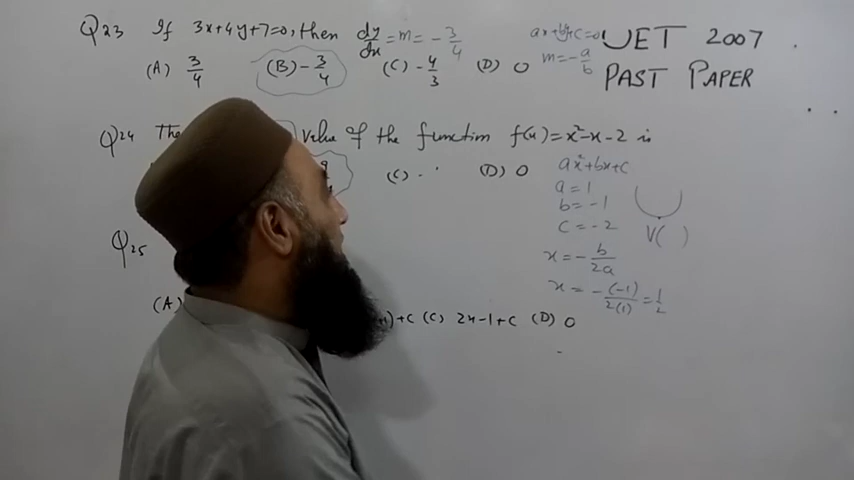 Q23 If 3x+4y+7=0, then dy/dx = m = -3/4
(A) 3/4 (B) -3/4 (C) -4/3 (D) 0
ax+by+c=0
m=-a/b
UET 2007
PAST PAPER
Q24 The value of the function f(x)=x²-x-2 is
(C) - (D) 0
ax²+bx+c
a=1
b=-1
c=-2
V( )
x=-b/2a
x=-(-1)/2(1)=1/2
Q25
(A) )+c (C) 2x-1+c (D) 0